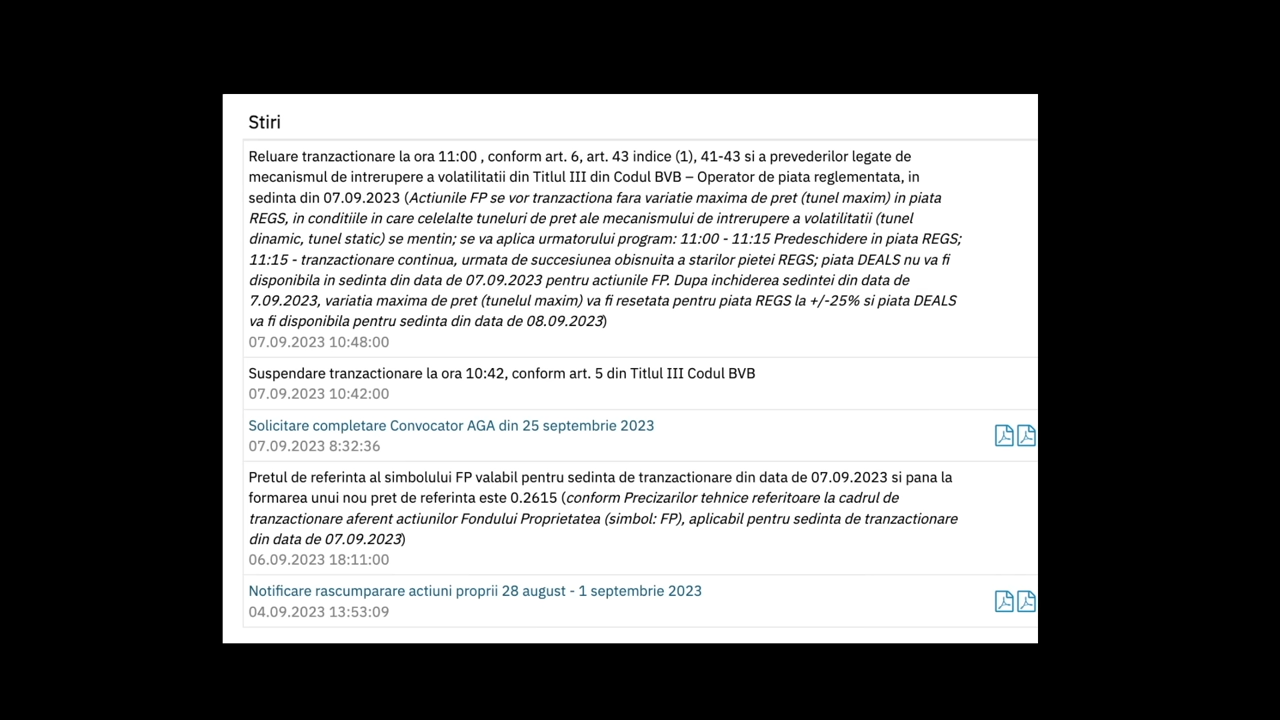 Stiri
Reluare tranzactionare la ora 11:00 , conform art. 6, art. 43 indice (1), 41-43 si a prevederilor legate de
mecanismul de intrerupere a volatilitatii din Titlul III din Codul BVB – Operator de piata reglementata, in
sedinta din 07.09.2023 (Actiunile FP se vor tranzactiona fara variatie maxima de pret (tunel maxim) in piata
REGS, in conditiile in care celelalte tuneluri de pret ale mecanismului de intrerupere a volatilitatii (tunel
dinamic, tunel static) se mentin; se va aplica urmatorului program: 11:00 - 11:15 Predeschidere in piata REGS;
11:15 - tranzactionare continua, urmata de succesiunea obisnuita a starilor pietei REGS; piata DEALS nu va fi
disponibila in sedinta din data de 07.09.2023 pentru actiunile FP. Dupa inchiderea sedintei din data de
7.09.2023, variatia maxima de pret (tunelul maxim) va fi resetata pentru piata REGS la +/-25% si piata DEALS
va fi disponibila pentru sedinta din data de 08.09.2023)
07.09.2023 10:48:00
Suspendare tranzactionare la ora 10:42, conform art. 5 din Titlul III Codul BVB
07.09.2023 10:42:00
Solicitare completare Convocator AGA din 25 septembrie 2023
07.09.2023 8:32:36
Pretul de referinta al simbolului FP valabil pentru sedinta de tranzactionare din data de 07.09.2023 si pana la
formarea unui nou pret de referinta este 0.2615 (conform Precizarilor tehnice referitoare la cadrul de
tranzactionare aferent actiunilor Fondului Proprietatea (simbol: FP), aplicabil pentru sedinta de tranzactionare
din data de 07.09.2023)
06.09.2023 18:11:00
Notificare rascumparare actiuni proprii 28 august - 1 septembrie 2023
04.09.2023 13:53:09